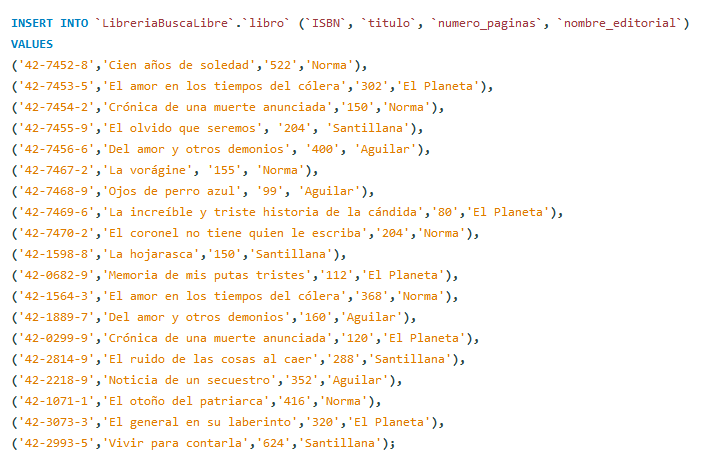 INSERT INTO `LibreriaBuscaLibre`.`libro` (`ISBN`, `titulo`, `numero_paginas`, `nombre_editorial`)
VALUES
('42-7452-8','Cien años de soledad','522','Norma'),
('42-7453-5','El amor en los tiempos del cólera','302','El Planeta'),
('42-7454-2','Crónica de una muerte anunciada','150','Norma'),
('42-7455-9','El olvido que seremos', '204', 'Santillana'),
('42-7456-6','Del amor y otros demonios', '400', 'Aguilar'),
('42-7467-2','La vorágine', '155', 'Norma'),
('42-7468-9','Ojos de perro azul', '99', 'Aguilar'),
('42-7469-6','La increíble y triste historia de la cándida','80','El Planeta'),
('42-7470-2','El coronel no tiene quien le escriba','204','Norma'),
('42-1598-8','La hojarasca','150','Santillana'),
('42-0682-9','Memoria de mis putas tristes','112','El Planeta'),
('42-1564-3','El amor en los tiempos del cólera','368','Norma'),
('42-1889-7','Del amor y otros demonios','160','Aguilar'),
('42-0299-9','Crónica de una muerte anunciada','120','El Planeta'),
('42-2814-9','El ruido de las cosas al caer','288','Santillana'),
('42-2218-9','Noticia de un secuestro','352','Aguilar'),
('42-1071-1','El otoño del patriarca','416','Norma'),
('42-3073-3','El general en su laberinto','320','El Planeta'),
('42-2993-5','Vivir para contarla','624','Santillana');